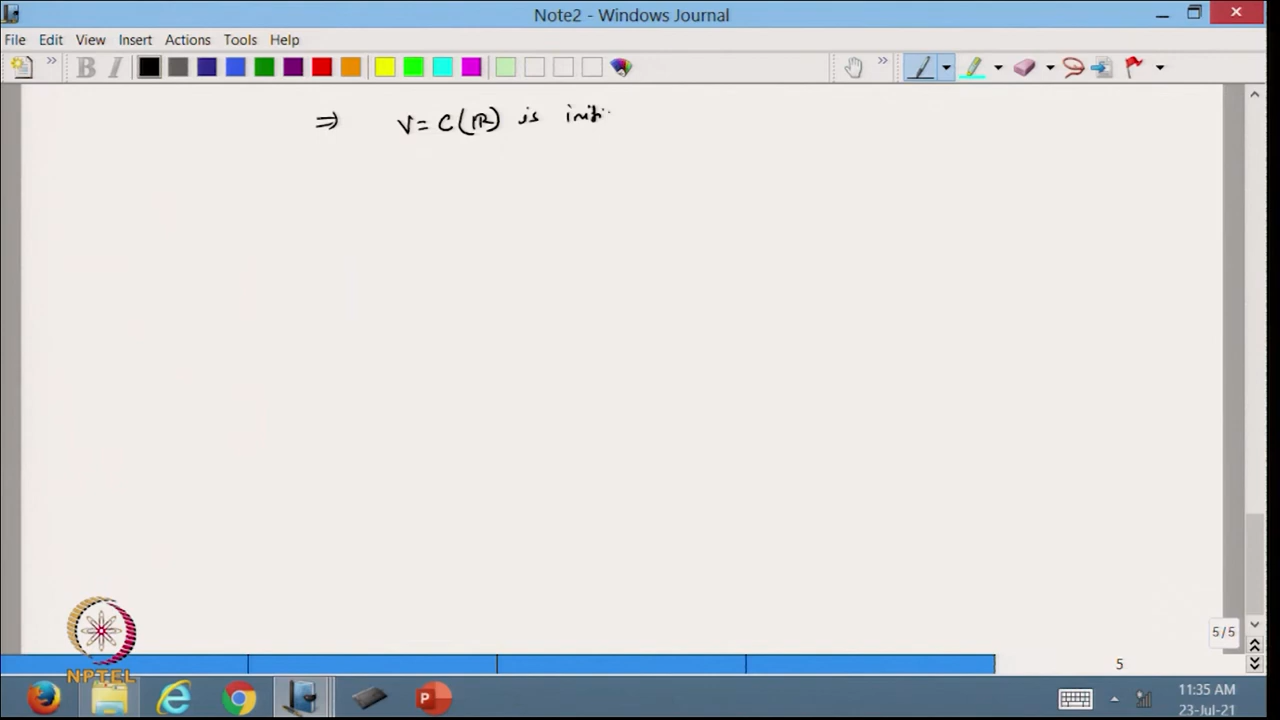 Note2 - Windows Journal
File Edit View Insert Actions Tools Help
B I
⇒ V = C(ℝ) is
5 / 5
5
NPTEL
11:35 AM
23-Jul-21